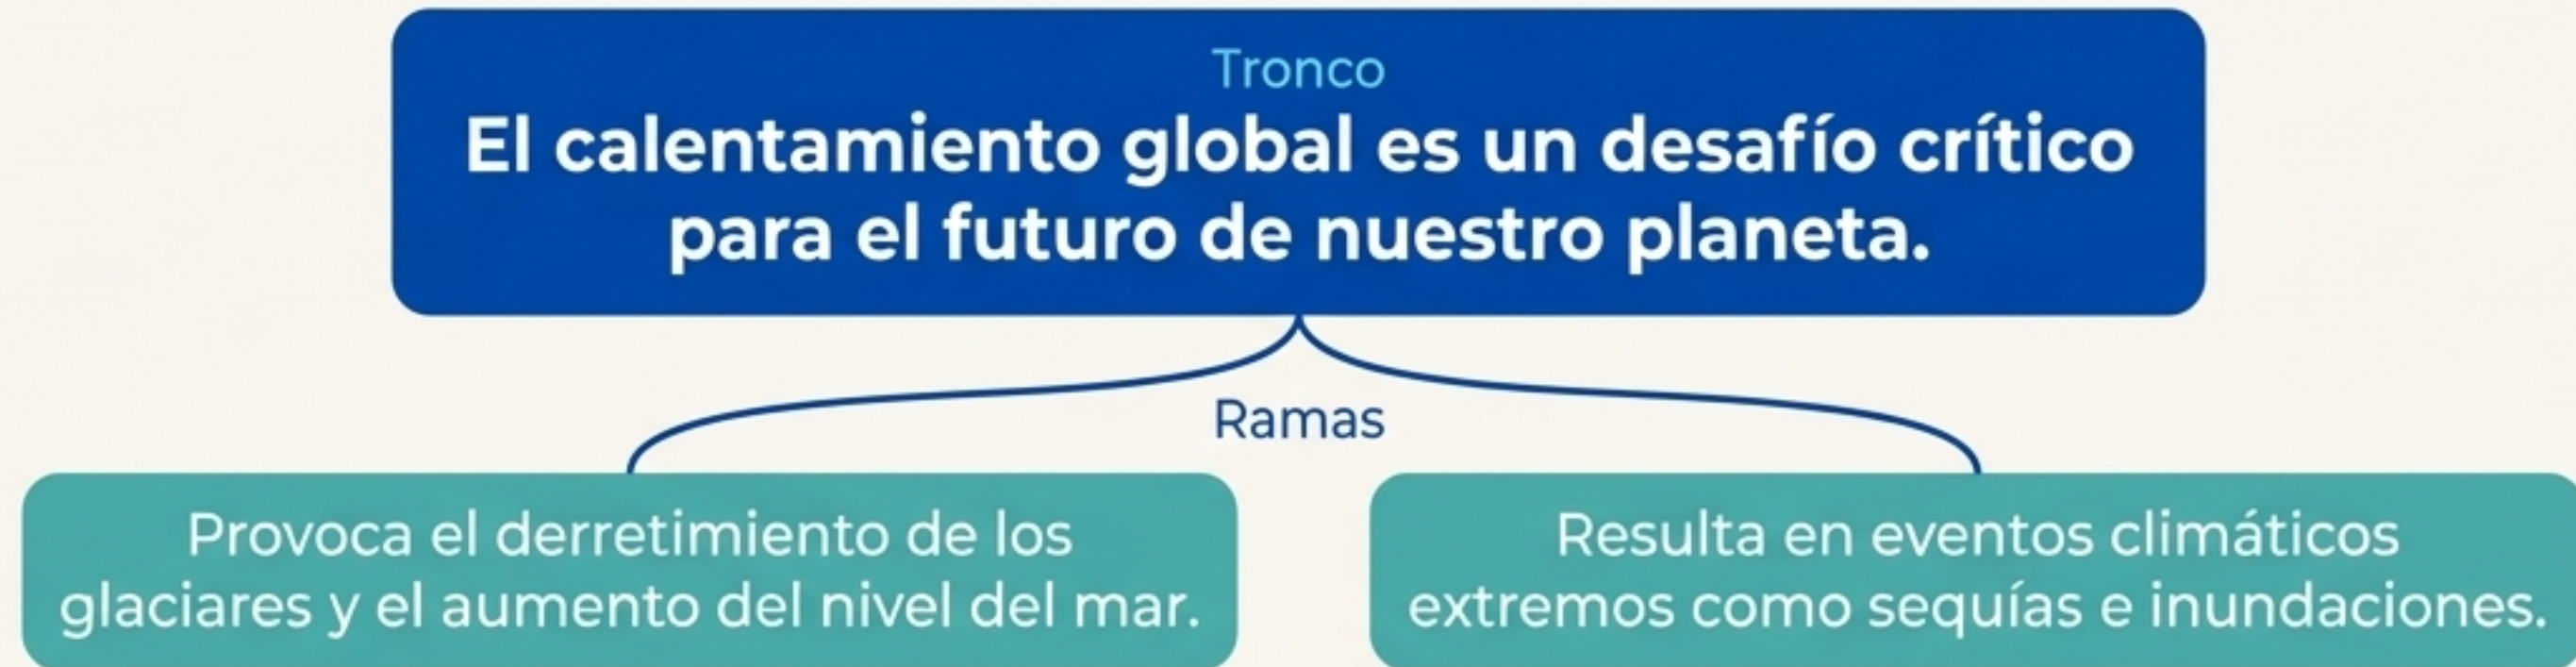 Tronco
El calentamiento global es un desafío crítico
para el futuro de nuestro planeta.
Ramas
Provoca el derretimiento de los
glaciares y el aumento del nivel del mar.
Resulta en eventos climáticos
extremos como sequías e inundaciones.